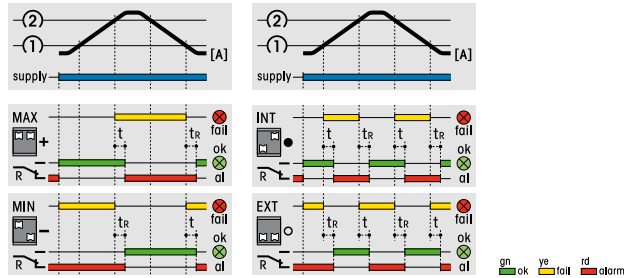 2
1
[A]
supply
2
1
[A]
supply
MAX
fail
+
t
tR
ok
R
al
INT
fail
t
t
tR
ok
R
al
MIN
fail
−
tR
t
ok
R
al
EXT
fail
tR
t
tR
ok
R
al
gn ye rd
ok fail alarm